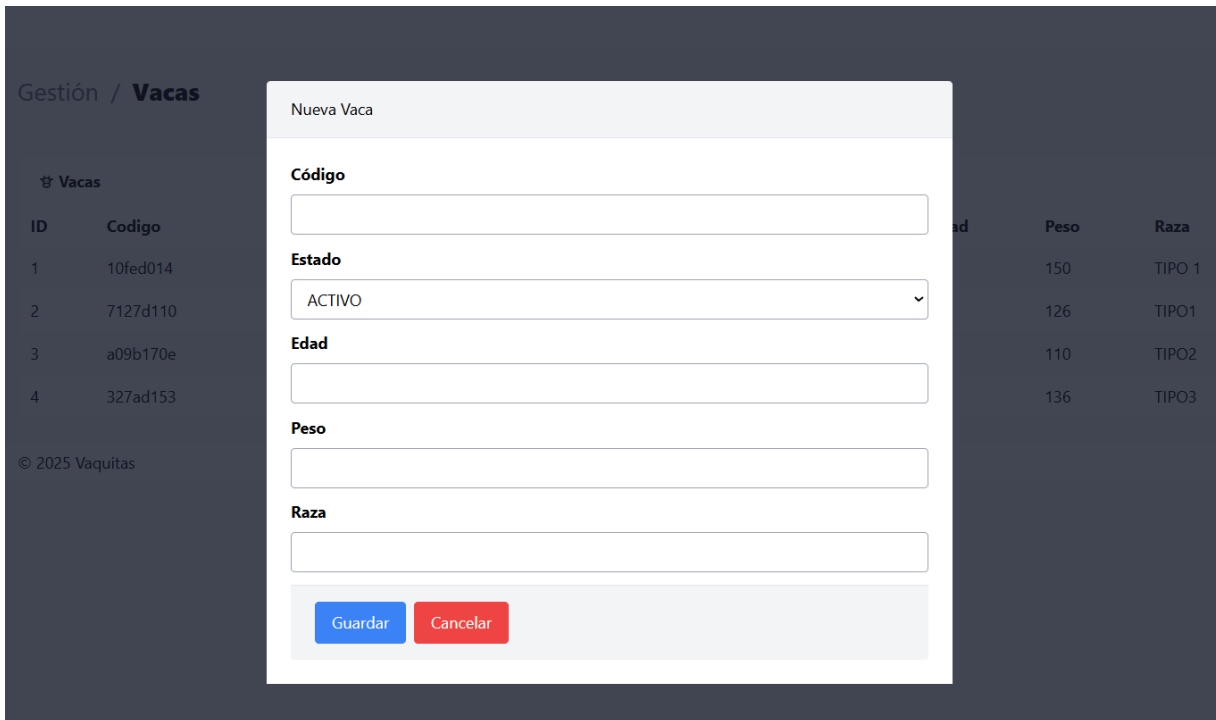 Gestión / Vacas
Nueva Vaca
Vacas
ID Codigo ad Peso Raza
1 10fed014 150 TIPO 1
2 7127d110 126 TIPO1
3 a09b170e 110 TIPO2
4 327ad153 136 TIPO3
© 2025 Vaquitas
Código
Estado
ACTIVO
Edad
Peso
Raza
Guardar Cancelar